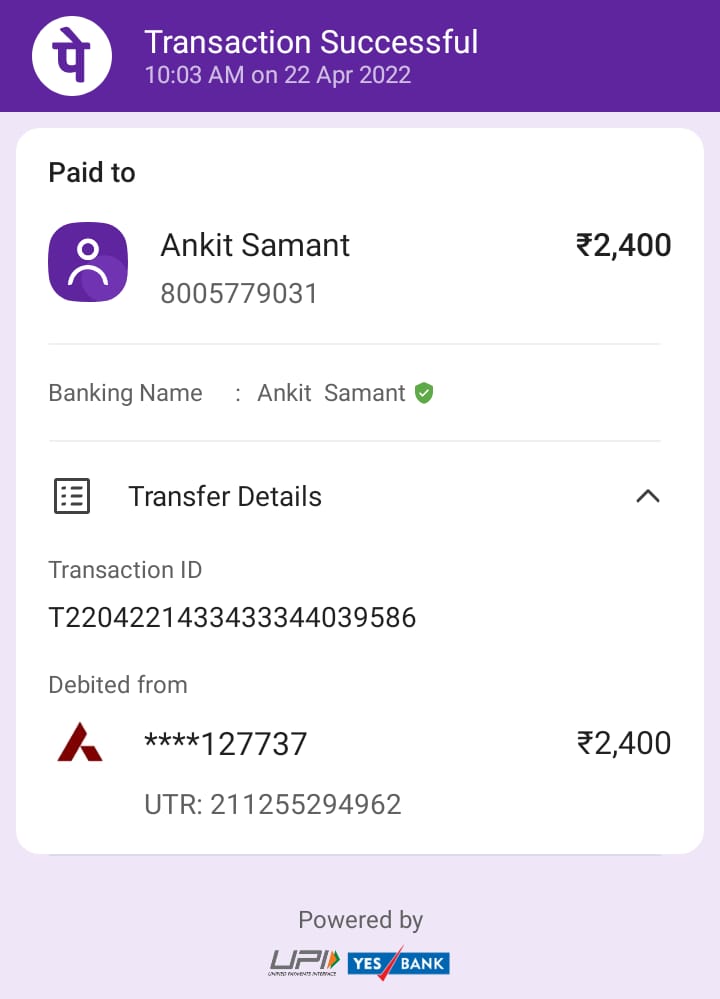 पे
Transaction Successful
10:03 AM on 22 Apr 2022
Paid to
Ankit Samant ₹2,400
8005779031
Banking Name : Ankit Samant
Transfer Details
Transaction ID
T2204221433433344039586
Debited from
****127737 ₹2,400
UTR: 211255294962
Powered by
UPI YES BANK
UNIFIED PAYMENTS INTERFACE